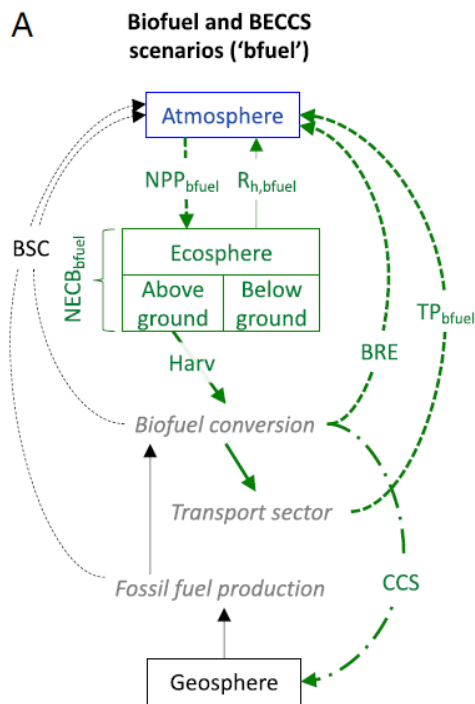 A
Biofuel and BECCS
scenarios ('bfuel')
Atmosphere
NPPbfuel
Rh,bfuel
BSC
NECBbfuel
Ecosphere
Above
ground
Below
ground
TPbfuel
BRE
Harv
Biofuel conversion
Transport sector
Fossil fuel production
CCS
Geosphere